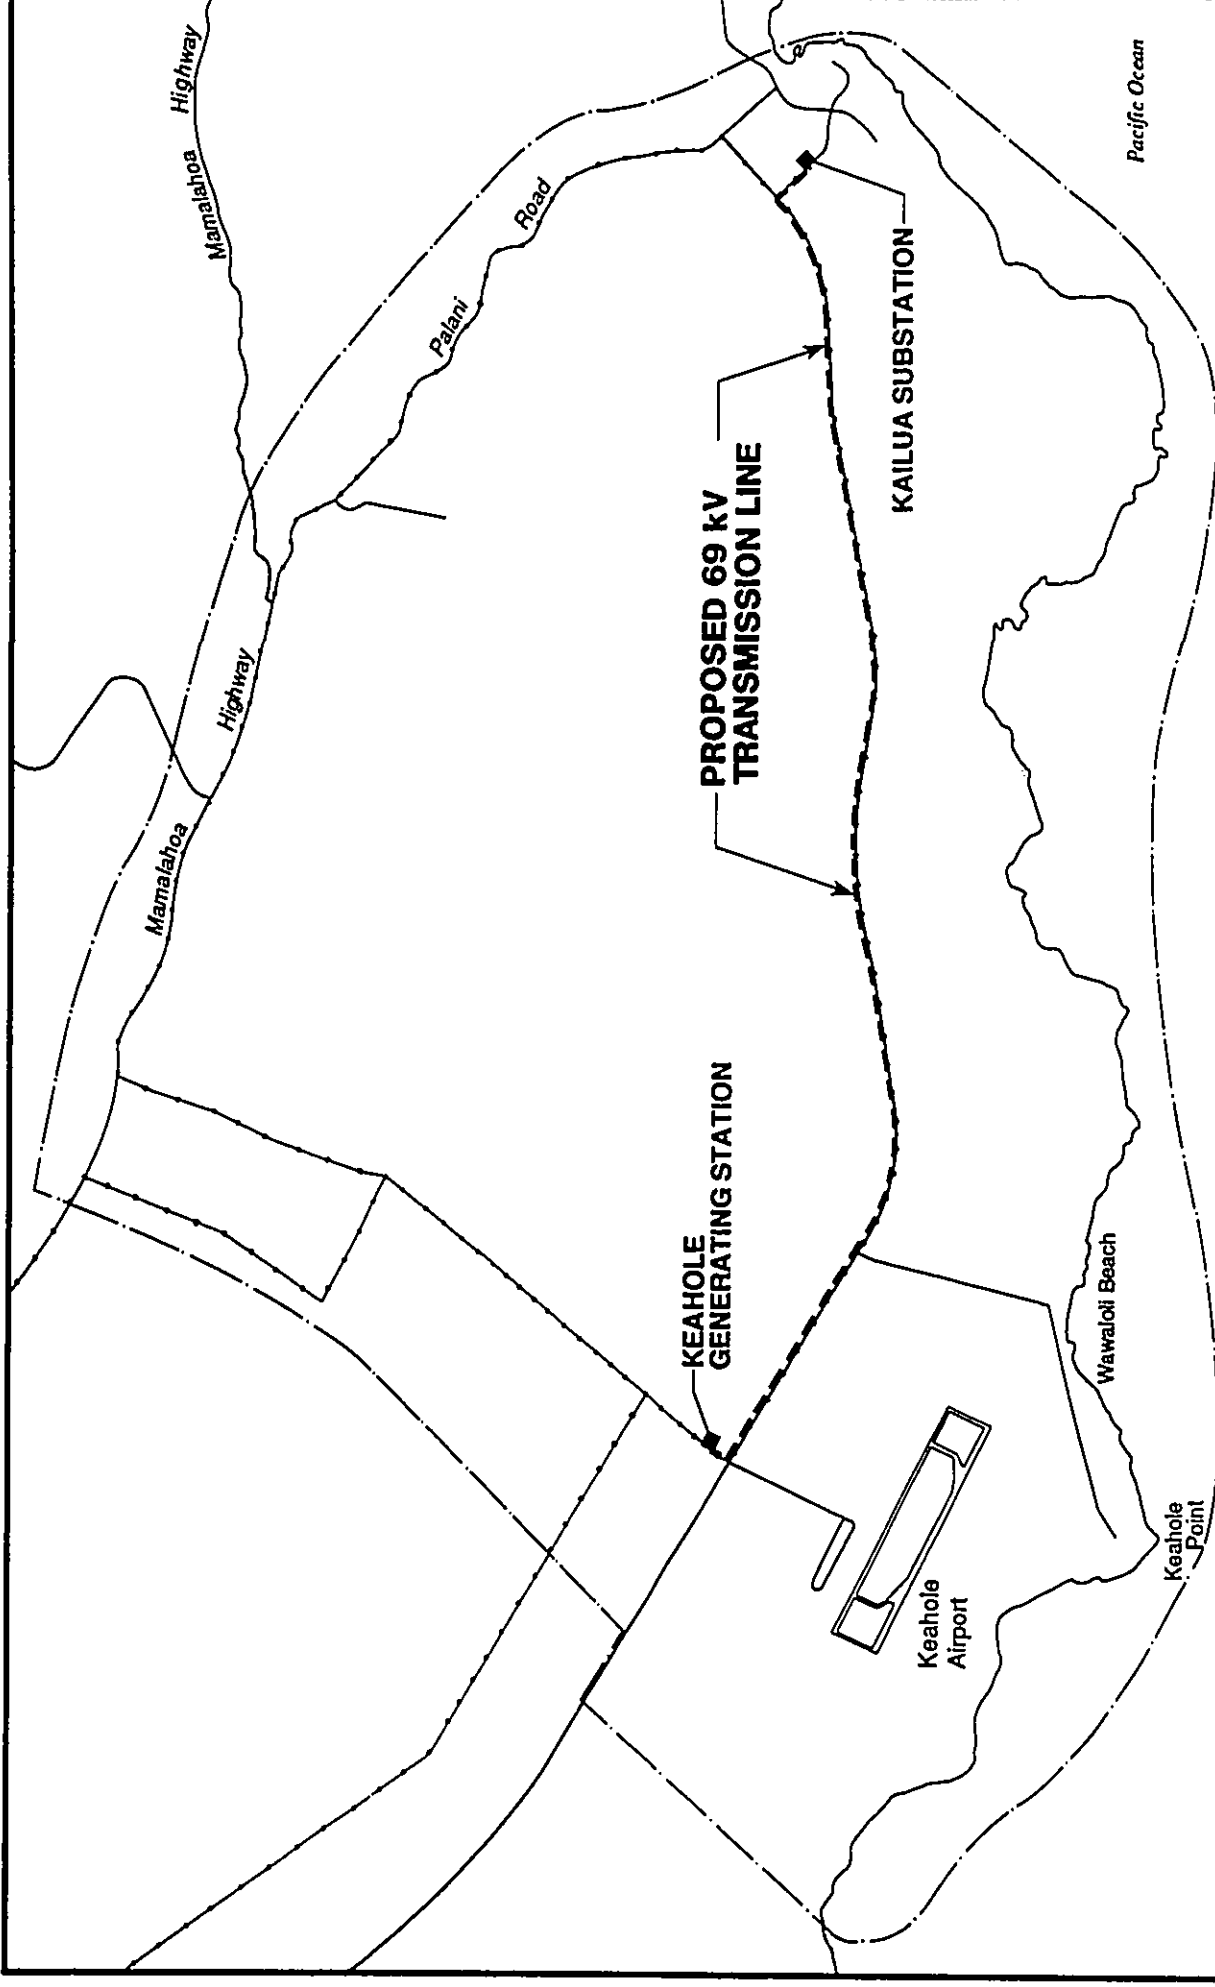 Mamalahoa Highway
Palani Road
Mamalahoa Highway
Pacific Ocean
PROPOSED 69 kV
TRANSMISSION LINE
KAILUA SUBSTATION
KEAHOLE
GENERATING STATION
Wawaloli Beach
Keahole
Point
Keahole
Airport